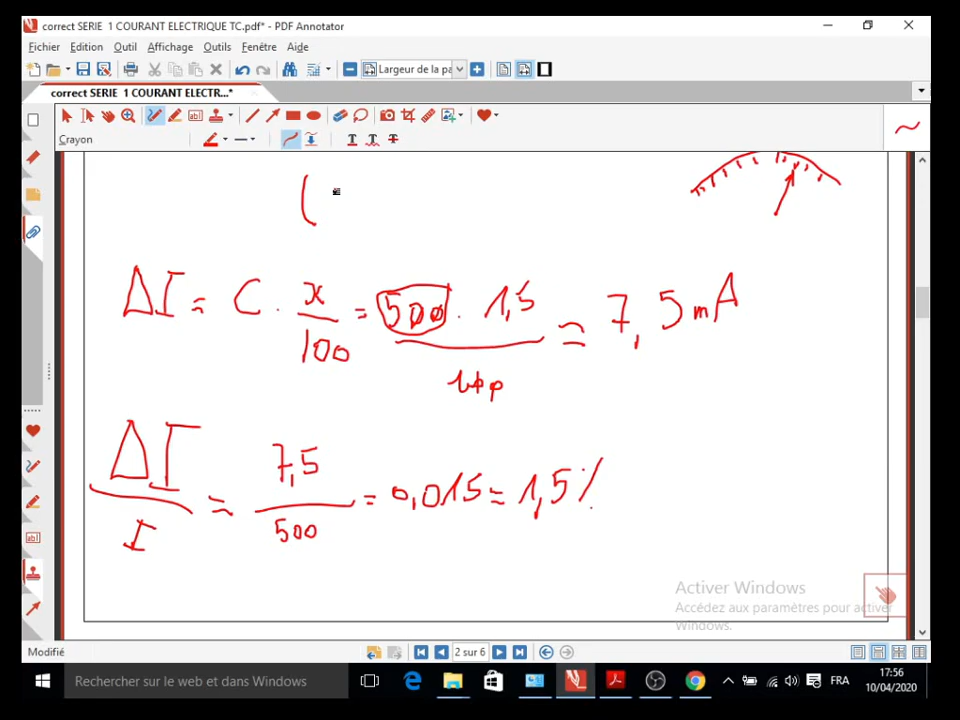 correct SERIE 1 COURANT ELECTRIQUE TC.pdf* - PDF Annotator
Fichier Edition Outil Affichage Outils Fenêtre Aide
Largeur de la pa
correct SERIE 1 COURANT ELECTR...*
Crayon
(
ΔI = C . x/100 = 500 . 1,5/100 = 7,5 mA
ΔI/I = 7,5/500 = 0,015 = 1,5 %
Activer Windows
Accédez aux paramètres pour activer
Windows.
Modifié
2 sur 6
Rechercher sur le web et dans Windows
FRA
17:56
10/04/2020